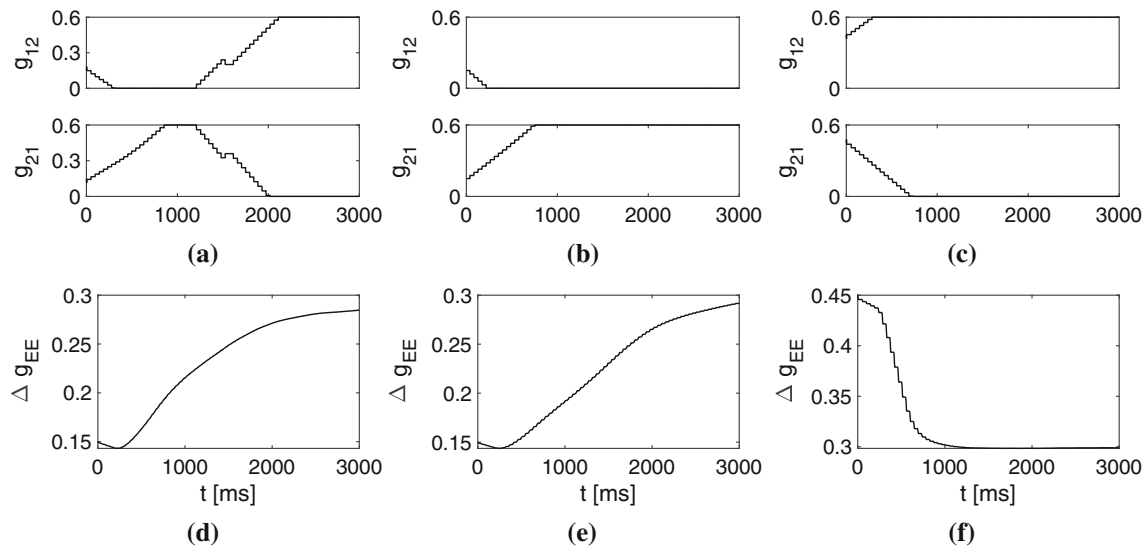 0.6 0.6 0.6
g12 0.3 g12 g12
0 0 0
0.6 0.6 0.6
g21 0.3 g21 g21
0 0 0
0 1000 2000 3000 0 1000 2000 3000 0 1000 2000 3000
(a) (b) (c)
0.3 0.3 0.45
0.25 0.25 0.4
△ gEE △ gEE △ gEE
0.2 0.2 0.35
0.15 0.15 0.3
0 1000 2000 3000 0 1000 2000 3000 0 1000 2000 3000
t [ms] t [ms] t [ms]
(d) (e) (f)